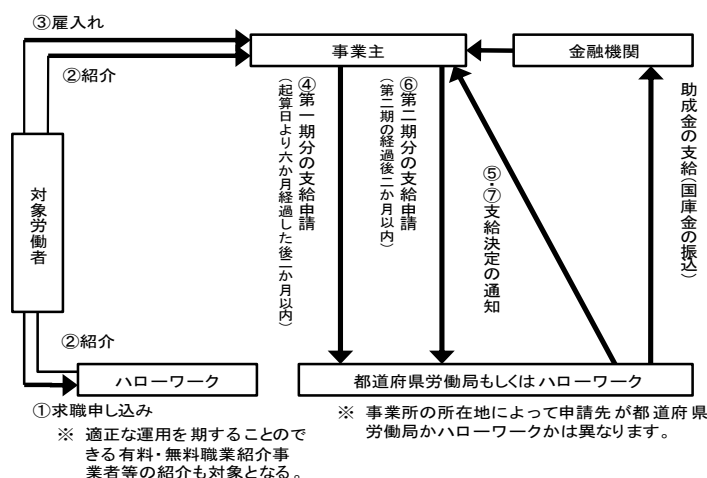 ③雇入れ
事業主
金融機関
②紹介
対象労働者
④第一期分の支給申請
（起算日より六か月経過した後二か月以内）
⑥第二期分の支給申請
（第二期の経過後二か月以内）
⑤・⑦支給決定の通知
助成金の支給（国庫金の振込）
②紹介
ハローワーク
都道府県労働局もしくはハローワーク
①求職申し込み
※ 適正な運用を期することので
きる有料・無料職業紹介事
業者等の紹介も対象となる。
※ 事業所の所在地によって申請先が都道府県
労働局かハローワークかは異なります。